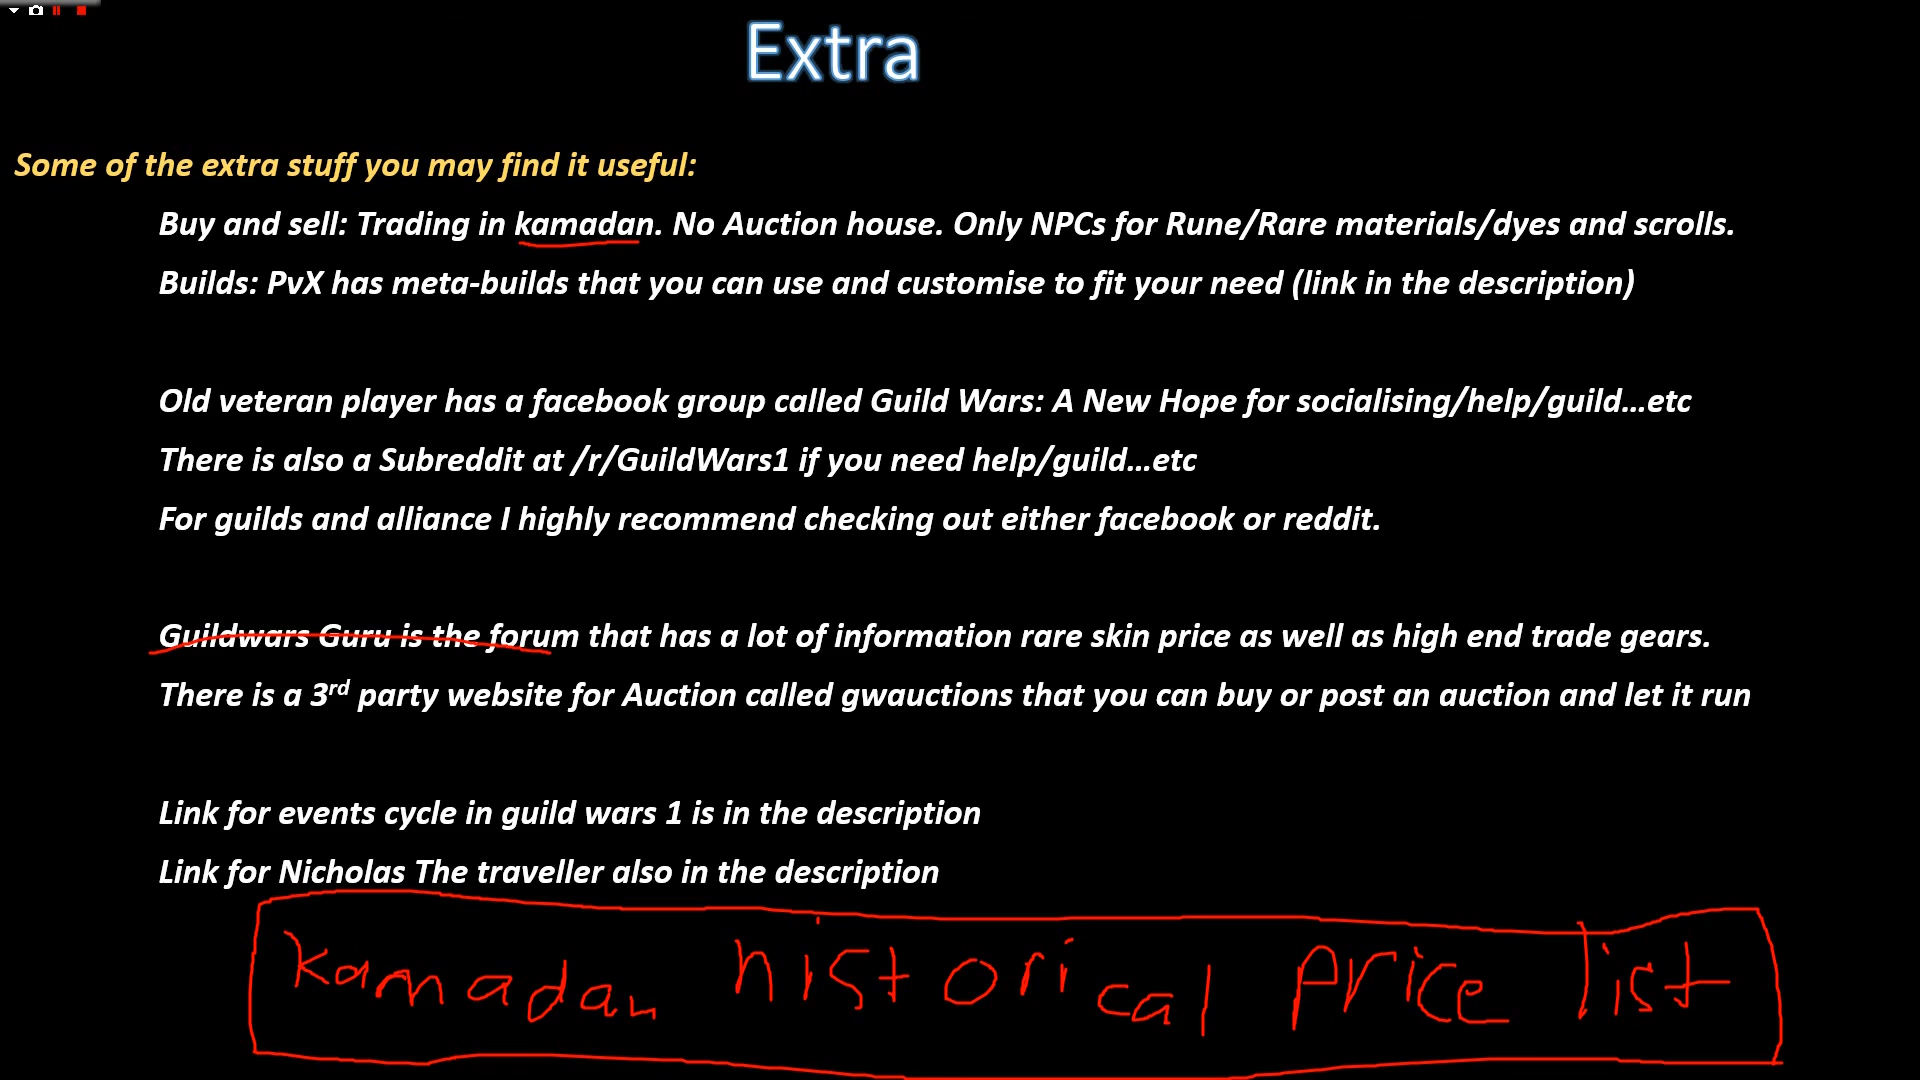 Extra
Some of the extra stuff you may find it useful:
Buy and sell: Trading in kamadan. No Auction house. Only NPCs for Rune/Rare materials/dyes and scrolls.
Builds: PvX has meta-builds that you can use and customise to fit your need (link in the description)
Old veteran player has a facebook group called Guild Wars: A New Hope for socialising/help/guild...etc
There is also a Subreddit at /r/GuildWars1 if you need help/guild...etc
For guilds and alliance I highly recommend checking out either facebook or reddit.
Guildwars Guru is the forum that has a lot of information rare skin price as well as high end trade gears.
There is a 3rd party website for Auction called gwauctions that you can buy or post an auction and let it run
Link for events cycle in guild wars 1 is in the description
Link for Nicholas The traveller also in the description
kamadan historical Price list